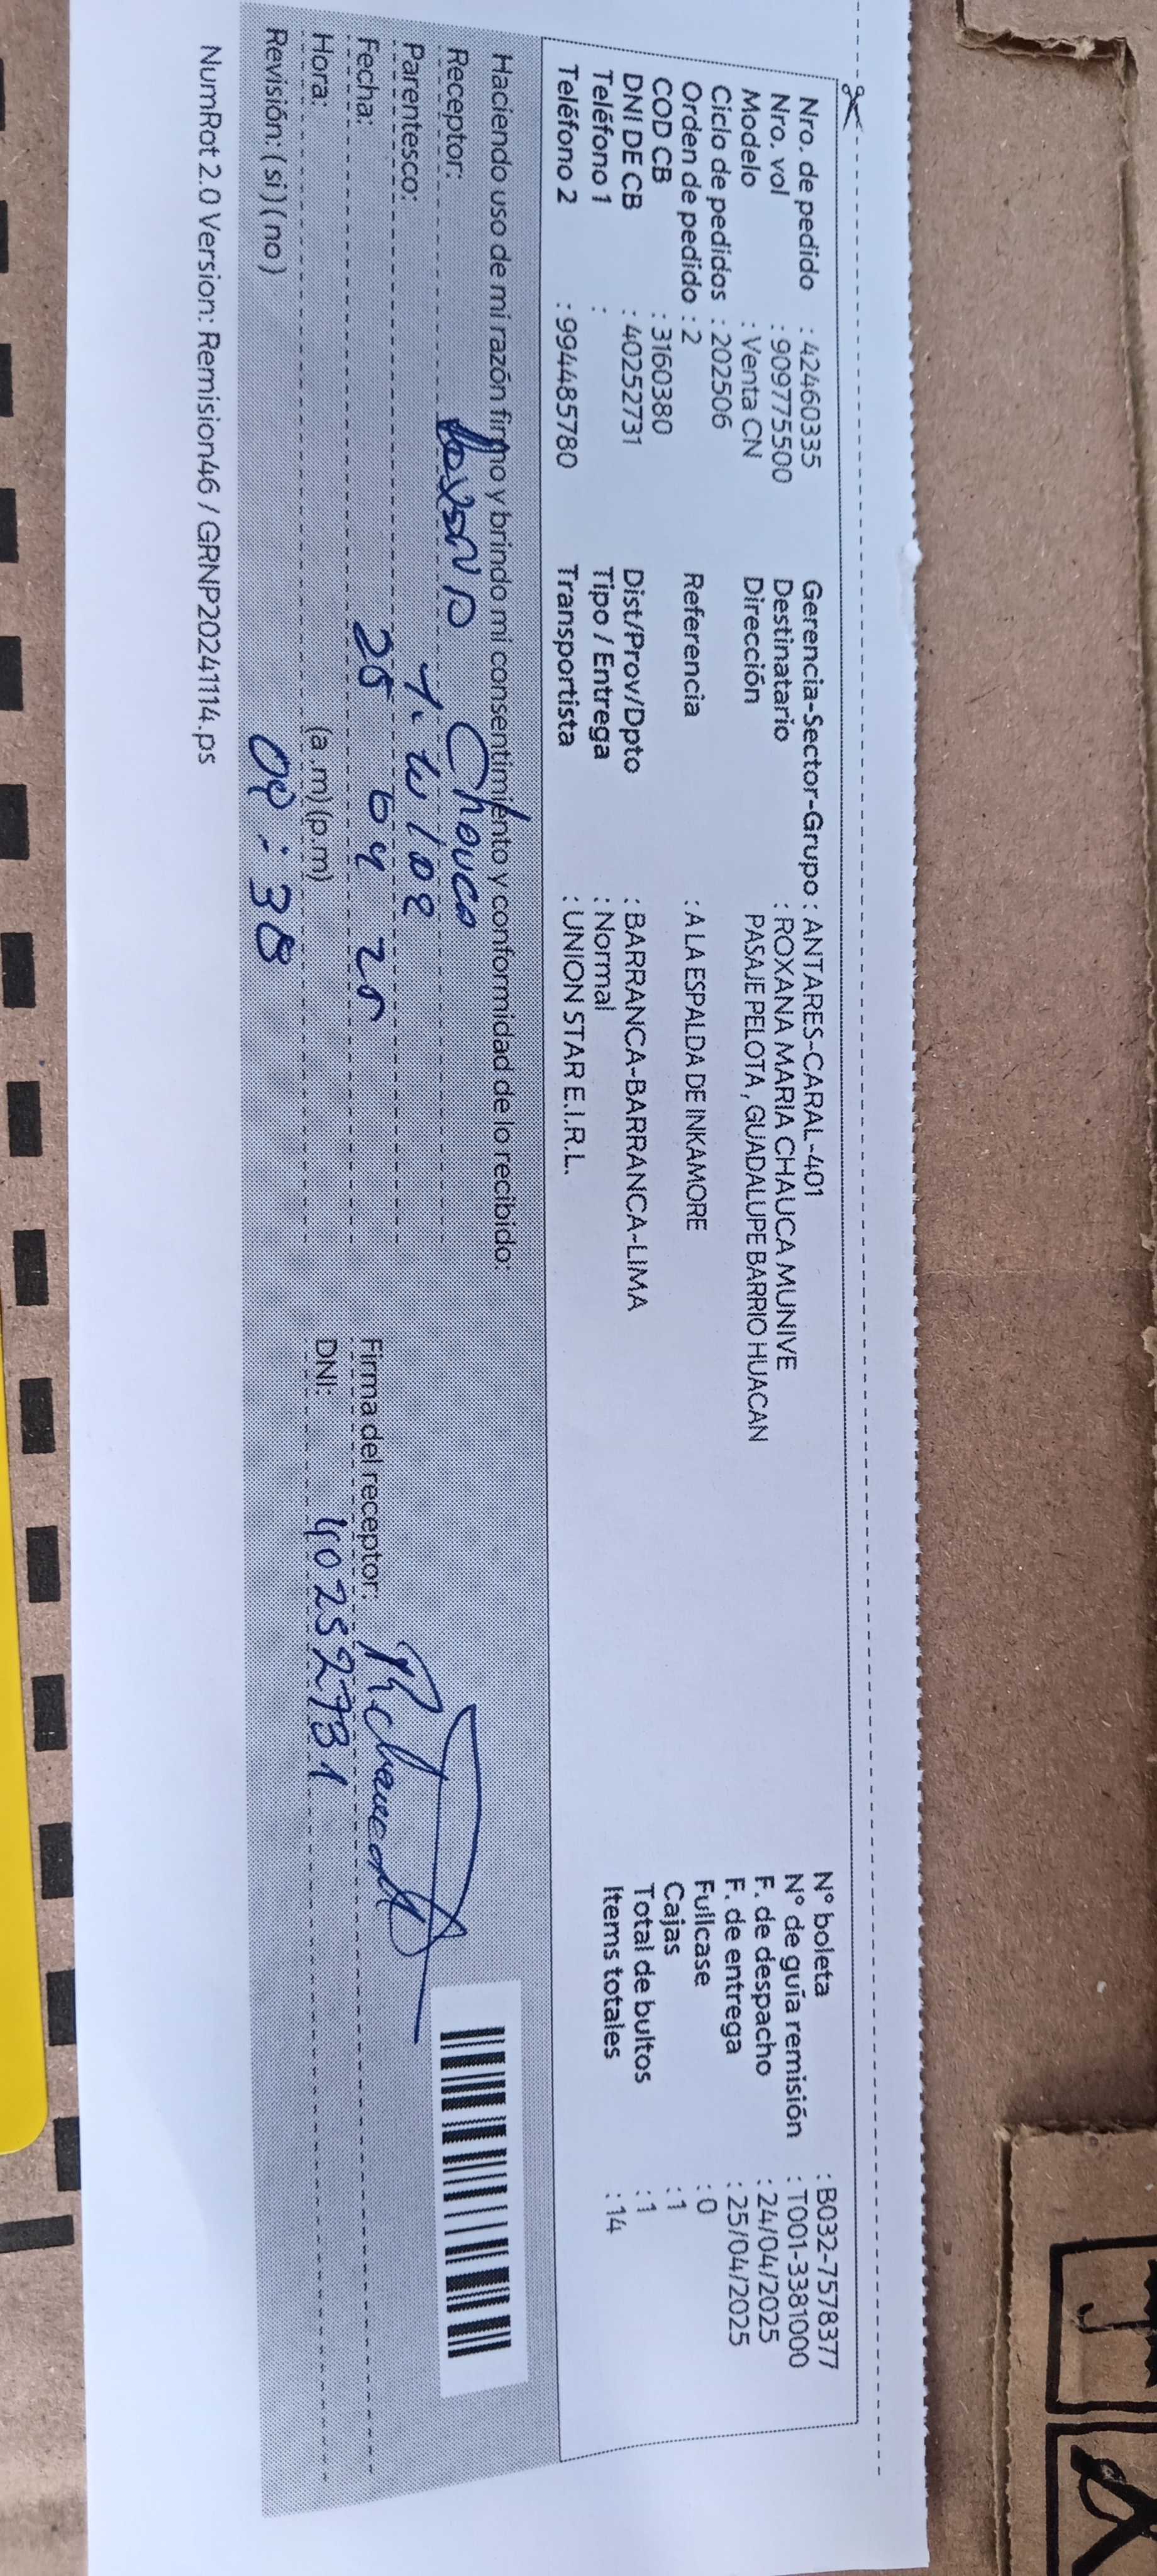 Nro. de pedido : 42460335
Nro. vol : 909775500
Modelo : Venta CN
Ciclo de pedidos : 202506
Orden de pedido : 2
COD CB : 3160380
DNI DE CB : 40252731
Teléfono 1 :
Teléfono 2 : 994485780
Gerencia-Sector-Grupo : ANTARES-CARAL-401
Destinatario : ROXANA MARIA CHAUCA MUNIVE
Dirección PASAJE PELOTA , GUADALUPE BARRIO HUACAN
Referencia : A LA ESPALDA DE INKAMORE
Dist/Prov/Dpto : BARRANCA-BARRANCA-LIMA
Tipo / Entrega : Normal
Transportista : UNION STAR E.I.R.L.
N° boleta : B032-7578377
N° de guía remisión : T001-3381000
F. de despacho : 24/04/2025
F. de entrega : 25/04/2025
Fullcase : 0
Cajas : 1
Total de bultos : 1
Items totales : 14
Haciendo uso de mi razón firmo y brindo mi consentimiento y conformidad de lo recibido:
Receptor: Chauca
Parentesco:
Fecha: 25 04 25
Hora: (a.m)(p.m)
Revisión: ( si ) ( no )
Firma del receptor:
DNI: 40252731
NumRot 2.0 Version: Remision46 / GRNP20241114.ps